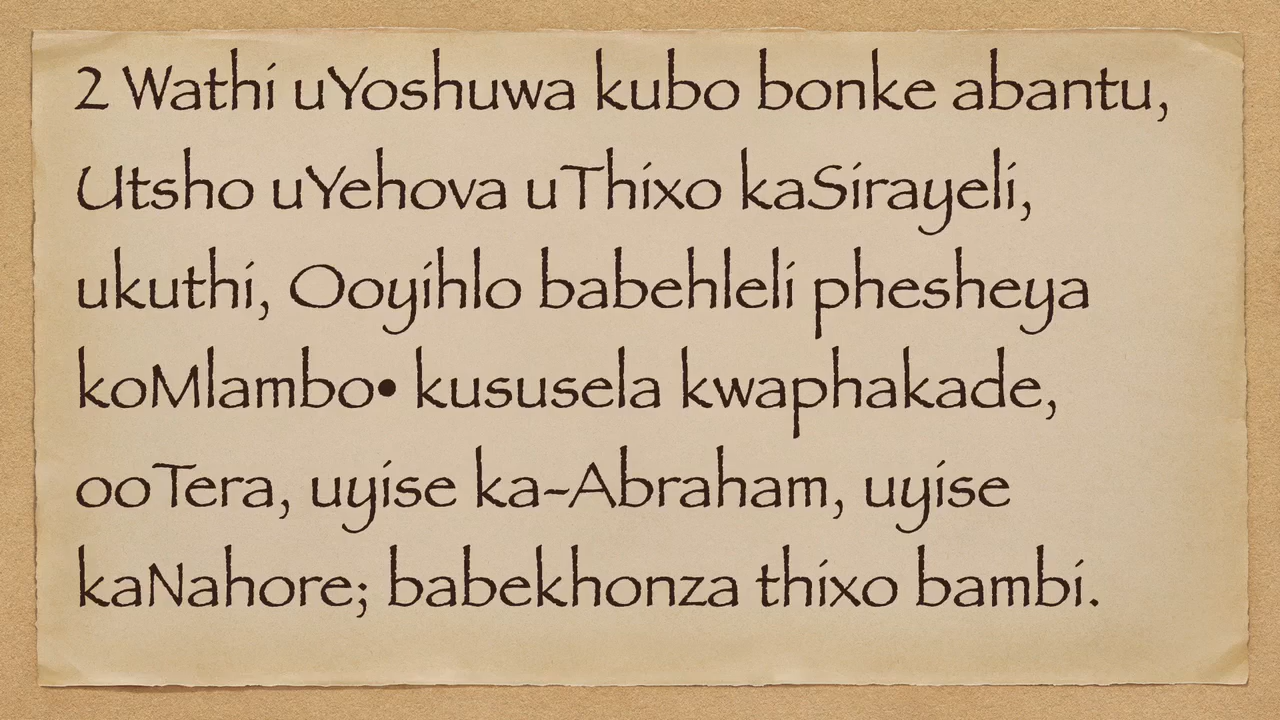 2 Wathi uYoshuwa kubo bonke abantu,
Utsho uYehova uThixo kaSirayeli,
ukuthi, Ooyihlo babehleli phesheya
koMlambo• kususela kwaphakade,
ooTera, uyise ka-Abraham, uyise
kaNahore; babekhonza thixo bambi.